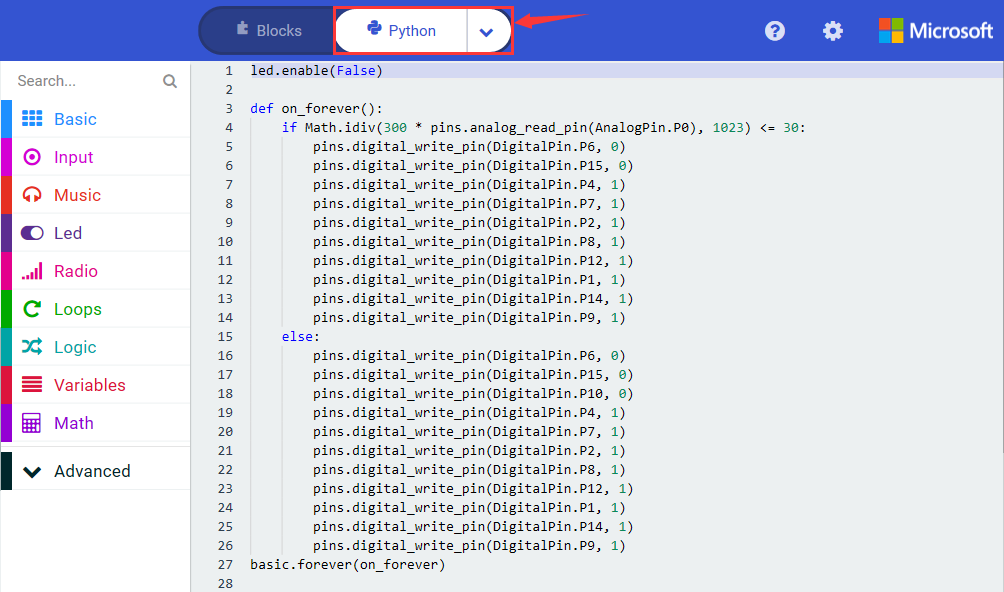 Blocks
Python
Microsoft
Search...
Basic
Input
Music
Led
Radio
Loops
Logic
Variables
Math
Advanced
1 led.enable(False)
2
3 def on_forever():
4     if Math.idiv(300 * pins.analog_read_pin(AnalogPin.P0), 1023) <= 30:
5         pins.digital_write_pin(DigitalPin.P6, 0)
6         pins.digital_write_pin(DigitalPin.P15, 0)
7         pins.digital_write_pin(DigitalPin.P4, 1)
8         pins.digital_write_pin(DigitalPin.P7, 1)
9         pins.digital_write_pin(DigitalPin.P2, 1)
10         pins.digital_write_pin(DigitalPin.P8, 1)
11         pins.digital_write_pin(DigitalPin.P12, 1)
12         pins.digital_write_pin(DigitalPin.P1, 1)
13         pins.digital_write_pin(DigitalPin.P14, 1)
14         pins.digital_write_pin(DigitalPin.P9, 1)
15     else:
16         pins.digital_write_pin(DigitalPin.P6, 0)
17         pins.digital_write_pin(DigitalPin.P15, 0)
18         pins.digital_write_pin(DigitalPin.P10, 0)
19         pins.digital_write_pin(DigitalPin.P4, 1)
20         pins.digital_write_pin(DigitalPin.P7, 1)
21         pins.digital_write_pin(DigitalPin.P2, 1)
22         pins.digital_write_pin(DigitalPin.P8, 1)
23         pins.digital_write_pin(DigitalPin.P12, 1)
24         pins.digital_write_pin(DigitalPin.P1, 1)
25         pins.digital_write_pin(DigitalPin.P14, 1)
26         pins.digital_write_pin(DigitalPin.P9, 1)
27 basic.forever(on_forever)
28